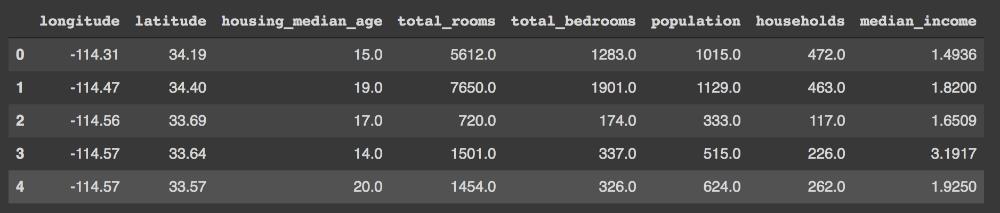 longitude latitude housing_median_age total_rooms total_bedrooms population households median_income
0 -114.31 34.19 15.0 5612.0 1283.0 1015.0 472.0 1.4936
1 -114.47 34.40 19.0 7650.0 1901.0 1129.0 463.0 1.8200
2 -114.56 33.69 17.0 720.0 174.0 333.0 117.0 1.6509
3 -114.57 33.64 14.0 1501.0 337.0 515.0 226.0 3.1917
4 -114.57 33.57 20.0 1454.0 326.0 624.0 262.0 1.9250